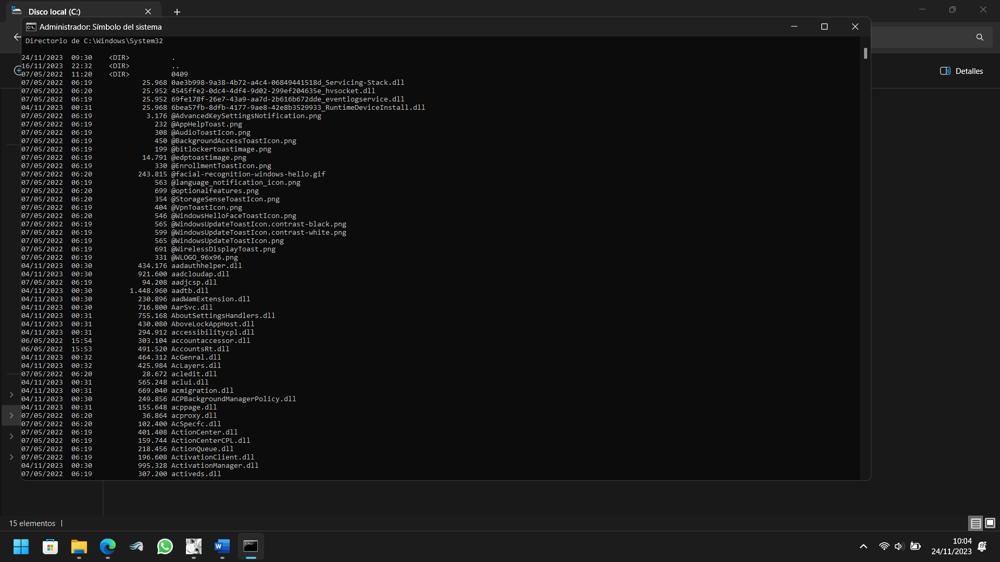 Disco local (C:)
Administrador: Símbolo del sistema
Directorio de C:\Windows\System32
24/11/2023  09:30    <DIR>          .
16/11/2023  22:32    <DIR>          ..
07/05/2022  11:20    <DIR>          0409
07/05/2022  06:19            25.968 0ae3b998-9a38-4b72-a4c4-06849441518d_Servicing-Stack.dll
07/05/2022  06:20            25.952 4545ffe2-0dc4-4df4-9d02-299ef204635e_hvsocket.dll
07/05/2022  06:19            25.952 69fe178f-26e7-43a9-aa7d-2b616b672dde_eventlogservice.dll
04/11/2023  00:31            25.968 6bea57fb-8dfb-4177-9ae8-42e8b3529933_RuntimeDeviceInstall.dll
07/05/2022  06:19             3.176 @AdvancedKeySettingsNotification.png
07/05/2022  06:19               232 @AppHelpToast.png
07/05/2022  06:19               308 @AudioToastIcon.png
07/05/2022  06:19               450 @BackgroundAccessToastIcon.png
07/05/2022  06:19               199 @bitlockertoastimage.png
07/05/2022  06:19            14.791 @edptoastimage.png
07/05/2022  06:19               330 @EnrollmentToastIcon.png
07/05/2022  06:20           243.815 @facial-recognition-windows-hello.gif
07/05/2022  06:19               563 @language_notification_icon.png
07/05/2022  06:20               699 @optionalfeatures.png
07/05/2022  06:20               354 @StorageSenseToastIcon.png
07/05/2022  06:19               404 @VpnToastIcon.png
07/05/2022  06:20               546 @WindowsHelloFaceToastIcon.png
07/05/2022  06:19               565 @WindowsUpdateToastIcon.contrast-black.png
07/05/2022  06:19               599 @WindowsUpdateToastIcon.contrast-white.png
07/05/2022  06:19               565 @WindowsUpdateToastIcon.png
07/05/2022  06:19               691 @WirelessDisplayToast.png
07/05/2022  06:19               331 @WLOGO_96x96.png
04/11/2023  00:30           434.176 aadauthhelper.dll
04/11/2023  00:30           921.600 aadcloudap.dll
07/05/2022  06:19            94.208 aadjcsp.dll
04/11/2023  00:30         1.448.960 aadtb.dll
04/11/2023  00:30           230.896 aadWamExtension.dll
04/11/2023  00:30           716.800 AarSvc.dll
04/11/2023  00:31           755.168 AboutSettingsHandlers.dll
04/11/2023  00:31           430.080 AboveLockAppHost.dll
04/11/2023  00:31           294.912 accessibilitycpl.dll
06/05/2022  15:54           303.104 accountaccessor.dll
06/05/2022  15:53           491.520 AccountsRt.dll
04/11/2023  00:32           464.312 AcGenral.dll
04/11/2023  00:32           425.984 AcLayers.dll
07/05/2022  06:20            28.672 acledit.dll
04/11/2023  00:31           565.248 aclui.dll
04/11/2023  00:31           669.040 acmigration.dll
04/11/2023  00:30           249.856 ACPBackgroundManagerPolicy.dll
04/11/2023  00:31           155.648 acppage.dll
07/05/2022  06:20            36.864 acproxy.dll
07/05/2022  06:20           102.400 AcSpecfc.dll
07/05/2022  06:19           401.408 ActionCenter.dll
07/05/2022  06:19           159.744 ActionCenterCPL.dll
07/05/2022  06:19           218.456 ActionQueue.dll
07/05/2022  06:19           196.608 ActivationClient.dll
04/11/2023  00:30           995.328 ActivationManager.dll
07/05/2022  06:19           307.200 activeds.dll
Detalles
15 elementos
10:04
24/11/2023